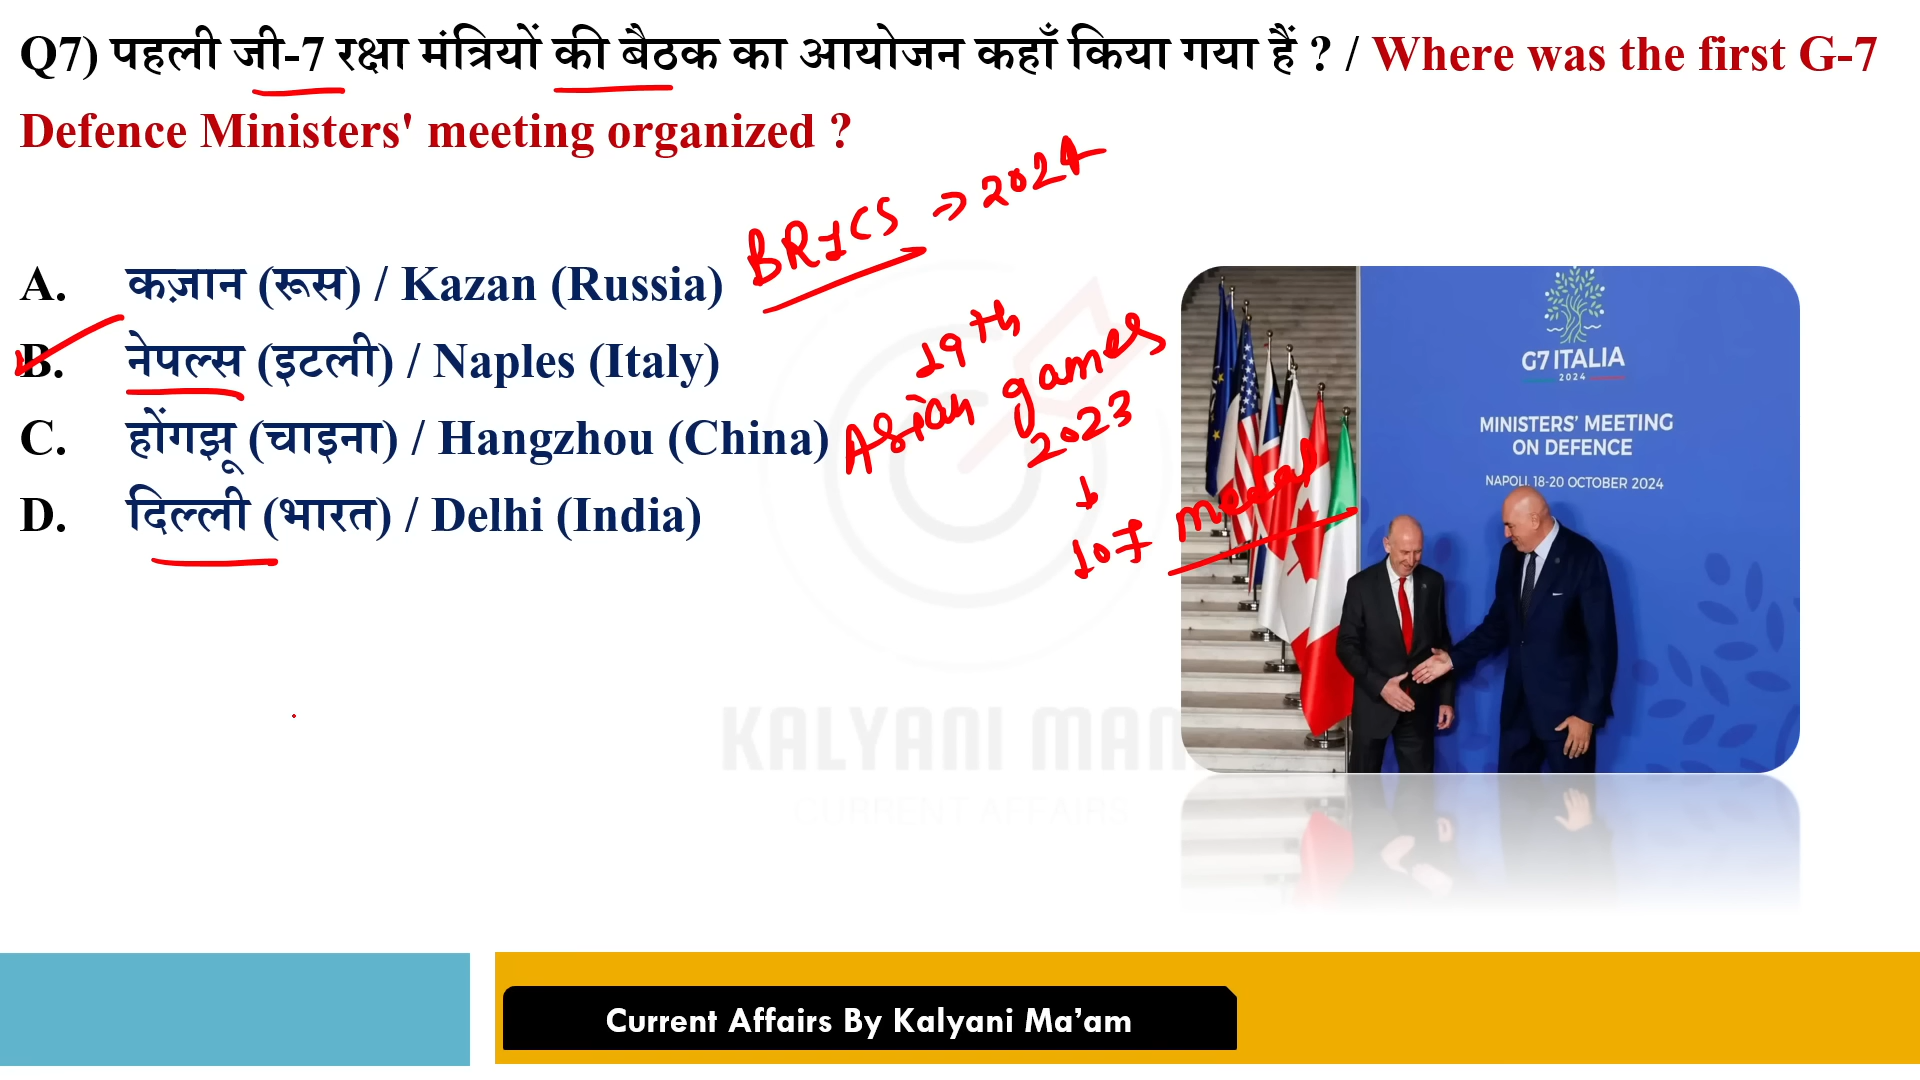 Q7) पहली जी-7 रक्षा मंत्रियों की बैठक का आयोजन कहाँ किया गया हैं ? / Where was the first G-7
Defence Ministers' meeting organized ?
BRICS => 2024
A. कज़ान (रूस) / Kazan (Russia)
B. नेपल्स (इटली) / Naples (Italy)
C. होंगझू (चाइना) / Hangzhou (China)
D. दिल्ली (भारत) / Delhi (India)
19th
Asian games
2023
107 medal
G7 ITALIA
2024
MINISTERS' MEETING
ON DEFENCE
NAPOLI, 18-20 OCTOBER 2024
KALYANI MA
CURRENT AFFAIRS
Current Affairs By Kalyani Ma’am